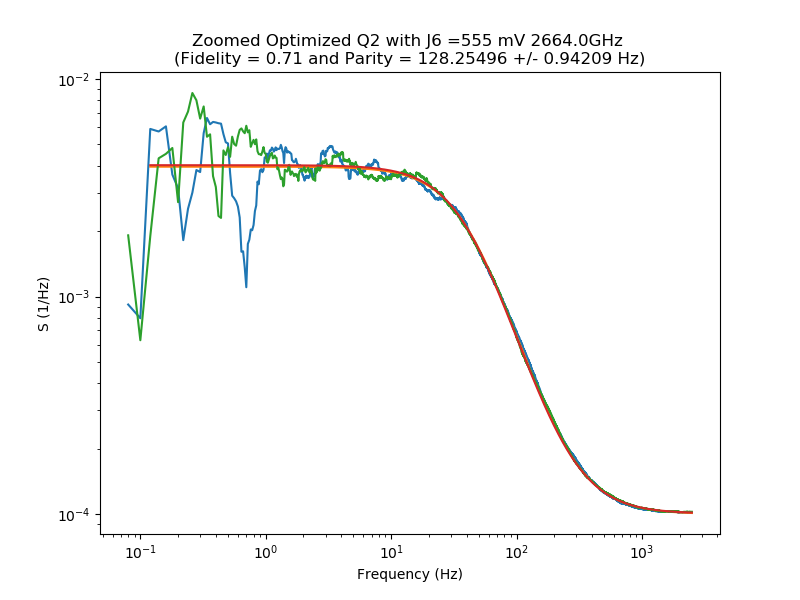 Zoomed Optimized Q2 with J6 =555 mV 2664.0GHz
(Fidelity = 0.71 and Parity = 128.25496 +/- 0.94209 Hz)
10⁻²
10⁻³
10⁻⁴
S (1/Hz)
10⁻¹ 10⁰ 10¹ 10² 10³
Frequency (Hz)